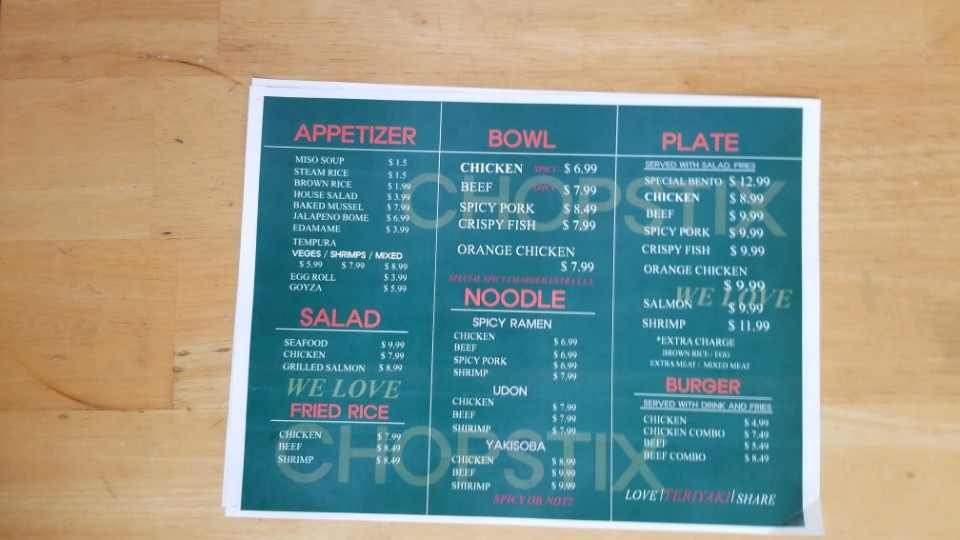 APPETIZER
MISO SOUP $ 1.5
STEAM RICE $ 1.5
BROWN RICE $ 1.99
HOUSE SALAD $ 3.99
BAKED MUSSEL $ 7.99
JALAPENO BOME $ 6.99
EDAMAME $ 3.99
TEMPURA
VEGES / SHRIMPS / MIXED
$ 5.99 $ 7.99 $ 8.99
EGG ROLL $ 3.99
GOYZA $ 5.99
SALAD
SEAFOOD $ 9.99
CHICKEN $ 7.99
GRILLED SALMON $ 8.99
WE LOVE
FRIED RICE
CHICKEN $ 7.99
BEEF $ 8.49
SHRIMP $ 8.49
CHOPSTIX
BOWL
CHICKEN SPICY $ 6.99
BEEF SPICY $ 7.99
SPICY PORK $ 8.49
CRISPY FISH $ 7.99
CHOPSTIX
ORANGE CHICKEN
$ 7.99
SPECIAL SPICY CHARGED EXTRA $
NOODLE
SPICY RAMEN
CHICKEN $ 6.99
BEEF $ 6.99
SPICY PORK $ 6.99
SHRIMP $ 7.99
UDON
CHICKEN $ 7.99
BEEF $ 7.99
SHIRIMP $ 7.99
YAKISOBA
CHICKEN $ 8.99
BEEF $ 9.99
SHIRIMP $ 9.99
SPICY OR NOT?
PLATE
SERVED WITH SALAD, FRIES
SPECIAL BENTO $ 12.99
CHICKEN $ 8.99
BEEF $ 9.99
SPICY PORK $ 9.99
CRISPY FISH $ 9.99
ORANGE CHICKEN
$ 9.99
WE LOVE
SALMON $ 9.99
SHRIMP $ 11.99
*EXTRA CHARGE
BROWN RICE / EGG
EXTRA MEAT / MIXED MEAT
BURGER
SERVED WITH DRINK AND FRIES
CHICKEN $ 4.99
CHICKEN COMBO $ 7.49
BEEF $ 5.49
BEEF COMBO $ 8.49
LOVE |TERIYAKI| SHARE